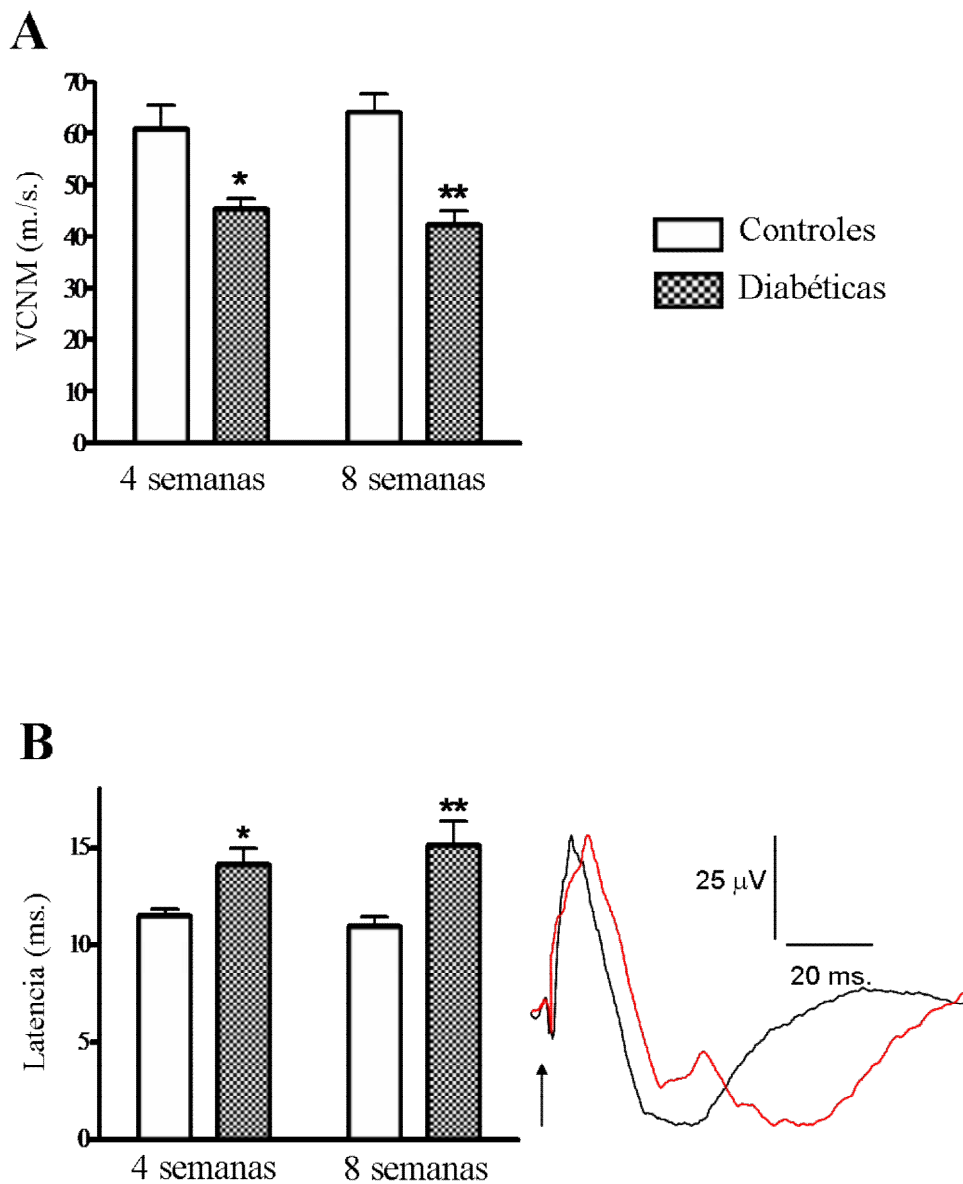 A
70
60
50
40
30
20
10
0
VCNM (m./s.)
*
**
4 semanas
8 semanas
Controles
Diabéticas
B
15
10
5
0
Latencia (ms.)
*
**
4 semanas
8 semanas
25 μV
20 ms.